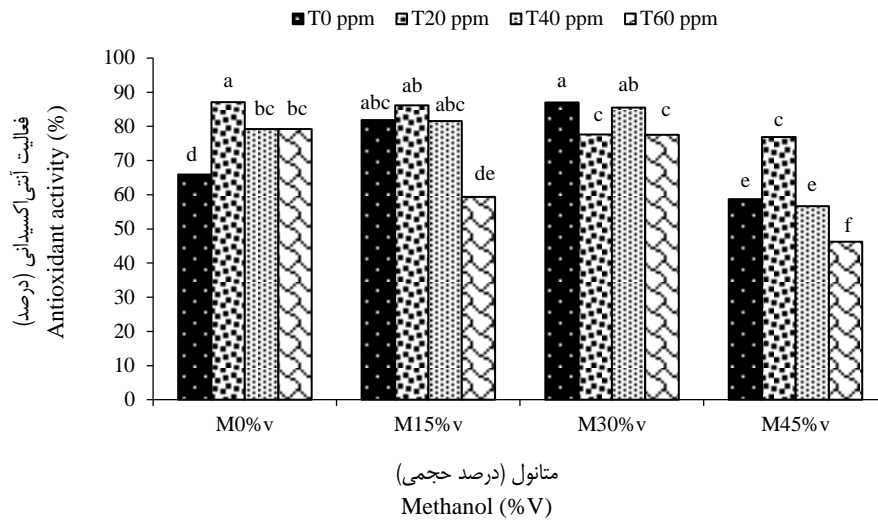 T0 ppm T20 ppm T40 ppm T60 ppm
فعالیت آنتی‌اکسیدانی (درصد)
Antioxidant activity (%)
100
90
80
70
60
50
40
30
20
10
0
d a bc bc
abc ab abc de
a c ab c
e c e f
M0%v M15%v M30%v M45%v
متانول (درصد حجمی)
Methanol (%V)